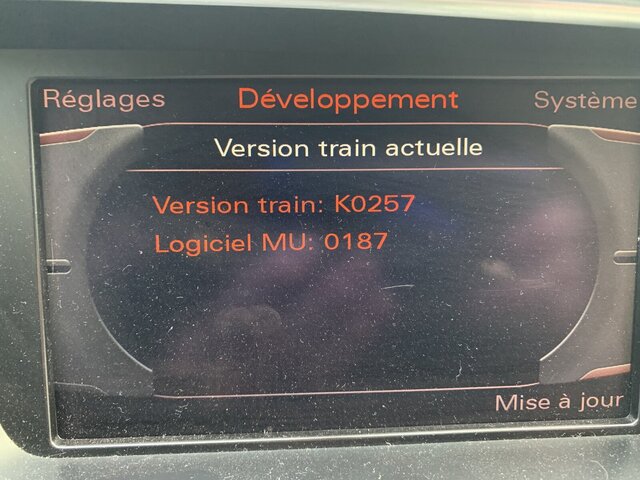 Réglages Développement Système
Version train actuelle
Version train: K0257
Logiciel MU: 0187
Mise à jour